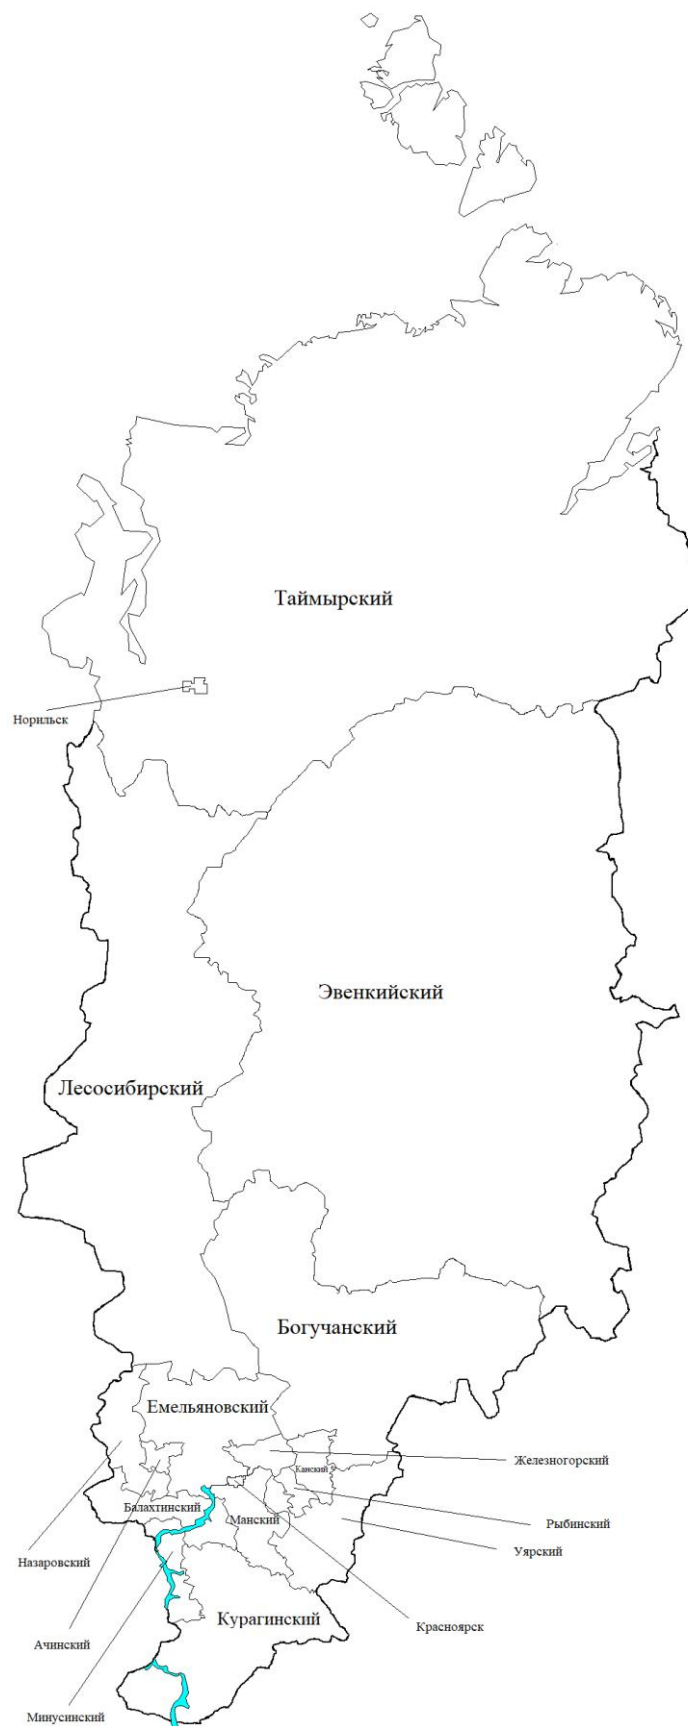 Таймырский
Норильск
Эвенкийский
Лесосибирский
Богучанский
Емельяновский
Железногорский
Канский
Балахтинский
Манский
Рыбинский
Уярский
Назаровский
Курагинский
Красноярск
Ачинский
Минусинский